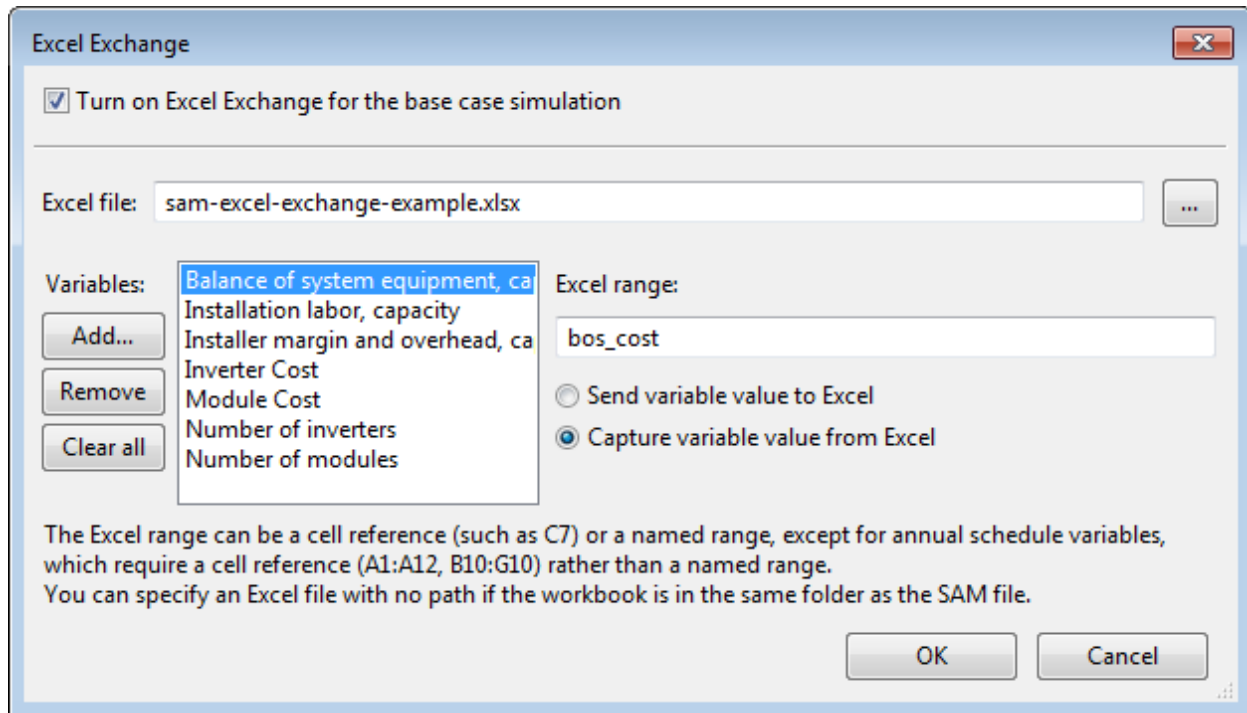 Excel Exchange
Turn on Excel Exchange for the base case simulation
Excel file: sam-excel-exchange-example.xlsx ...
Variables:
Add...
Remove
Clear all
Balance of system equipment, ca
Installation labor, capacity
Installer margin and overhead, ca
Inverter Cost
Module Cost
Number of inverters
Number of modules
Excel range:
bos_cost
Send variable value to Excel
Capture variable value from Excel
The Excel range can be a cell reference (such as C7) or a named range, except for annual schedule variables,
which require a cell reference (A1:A12, B10:G10) rather than a named range.
You can specify an Excel file with no path if the workbook is in the same folder as the SAM file.
OK Cancel